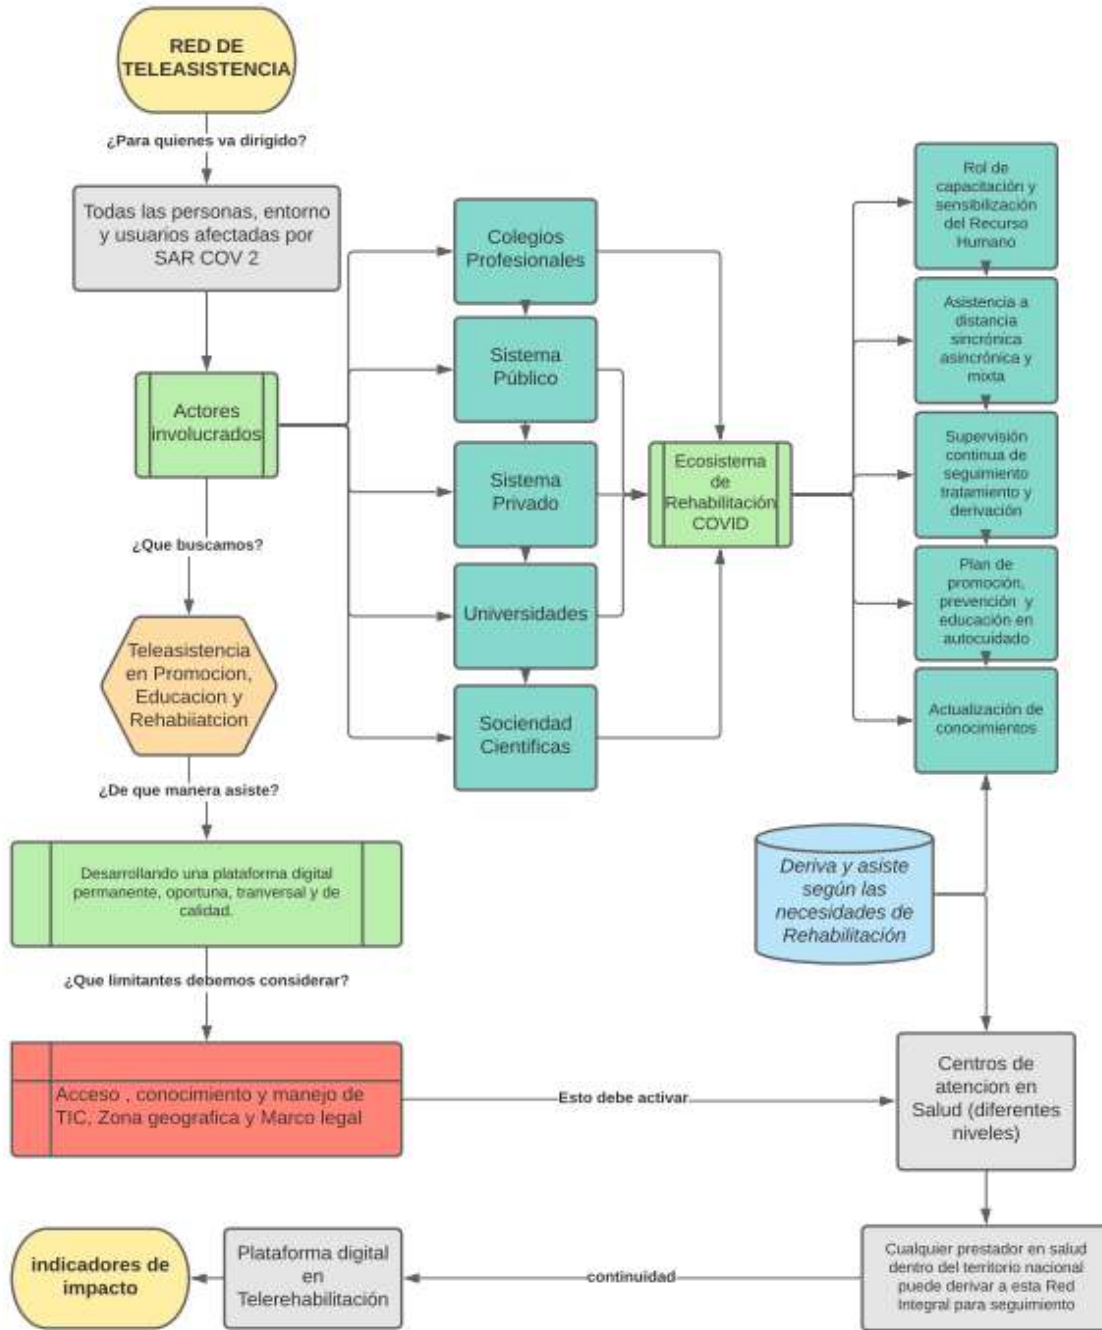 RED DE
TELEASISTENCIA
¿Para quienes va dirigido?
Todas las personas, entorno
y usuarios afectadas por
SAR COV 2
Actores
involucrados
¿Que buscamos?
Teleasistencia
en Promocion,
Educacion y
Rehabiiatcion
¿De que manera asiste?
Desarrollando una plataforma digital
permanente, oportuna, tranversal y de
calidad.
¿Que limitantes debemos considerar?
Acceso , conocimiento y manejo de
TIC, Zona geografica y Marco legal
Esto debe activar
Colegios
Profesionales
Sistema
Público
Sistema
Privado
Universidades
Sociendad
Cientificas
Ecosistema
de
Rehabilitación
COVID
Rol de
capacitación y
sensibilización
del Recurso
Humano
Asistencia a
distancia
sincrónica
asincrónica y
mixta
Supervisión
continua de
seguimiento
tratamiento y
derivación
Plan de
promoción,
prevención y
educación en
autocuidado
Actualización de
conocimientos
Deriva y asiste
según las
necesidades de
Rehabilitación
Centros de
atencion en
Salud (diferentes
niveles)
Cualquier prestador en salud
dentro del territorio nacional
puede derivar a esta Red
Integral para seguimiento
continuidad
Plataforma digital
en
Telerehabilitación
indicadores de
impacto